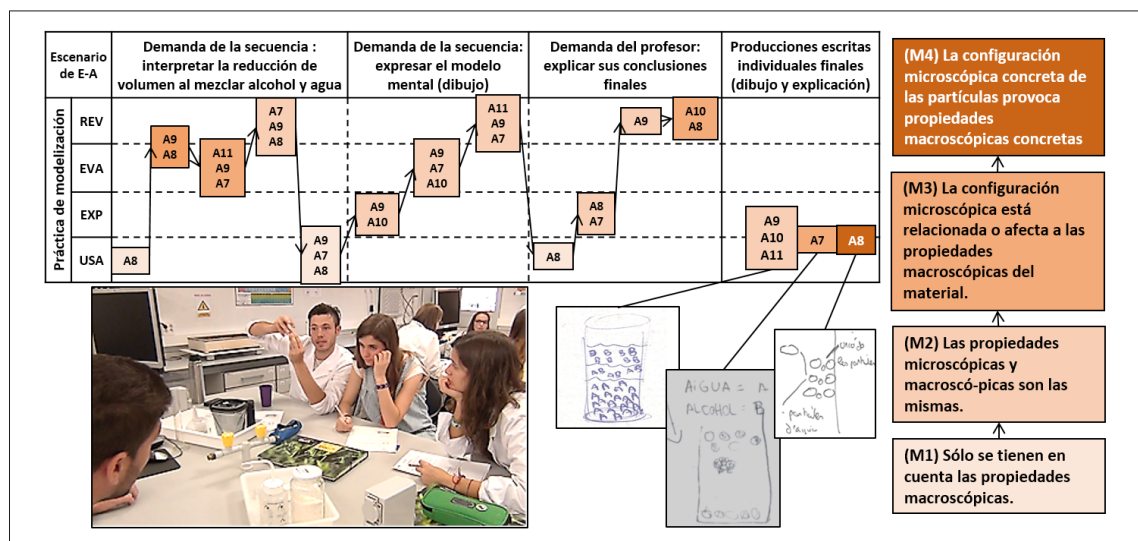 Escenario
de E-A
Demanda de la secuencia :
interpretar la reducción de
volumen al mezclar alcohol y agua
Demanda de la secuencia:
expresar el modelo
mental (dibujo)
Demanda del profesor:
explicar sus conclusiones
finales
Producciones escritas
individuales finales
(dibujo y explicación)
Práctica de modelización
REV
EVA
EXP
USA
A8
A9
A8
A11
A9
A7
A7
A9
A8
A9
A7
A8
A9
A10
A9
A7
A10
A11
A9
A7
A8
A8
A7
A9
A10
A8
A9
A10
A11
A7
A8
AIGUA = A
ALCOHOL = B
(M4) La configuración
microscópica concreta de
las partículas provoca
propiedades
macroscópicas concretas
(M3) La configuración
microscópica está
relacionada o afecta a las
propiedades
macroscópicas del
material.
(M2) Las propiedades
microscópicas y
macroscó-picas son las
mismas.
(M1) Sólo se tienen en
cuenta las propiedades
macroscópicas.